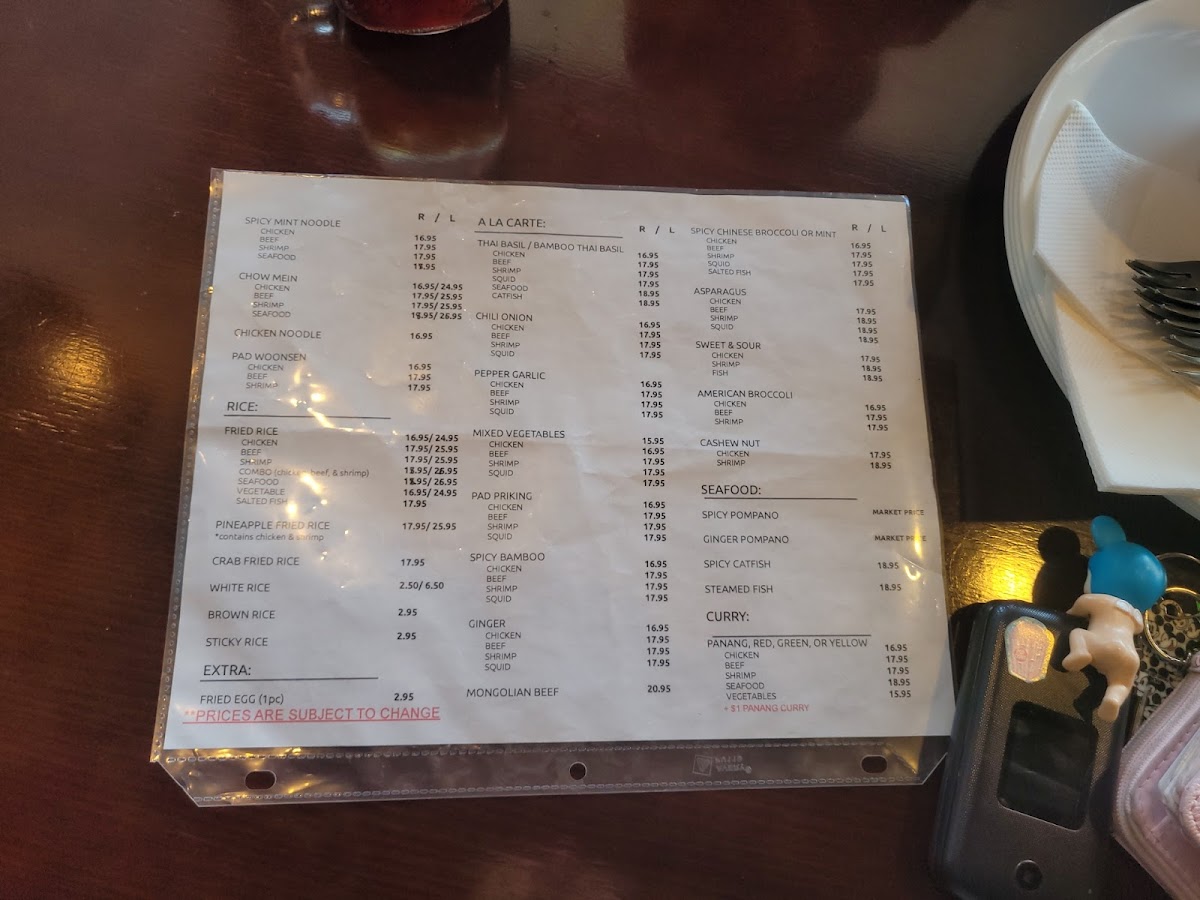 R / L
SPICY MINT NOODLE
CHICKEN 16.95
BEEF 17.95
SHRIMP 17.95
SEAFOOD
CHOW MEIN
CHICKEN 16.95/ 24.95
BEEF 17.95/ 25.95
SHRIMP 17.95/ 25.95
SEAFOOD
CHICKEN NOODLE 16.95
PAD WOONSEN
CHICKEN 16.95
BEEF 17.95
SHRIMP 17.95
RICE:
FRIED RICE
CHICKEN 16.95/ 24.95
BEEF 17.95/ 25.95
SHRIMP 17.95/ 25.95
COMBO (chicken, beef, & shrimp)
SEAFOOD
VEGETABLE 16.95/ 24.95
SALTED FISH 17.95
PINEAPPLE FRIED RICE 17.95/ 25.95
*contains chicken & shrimp
CRAB FRIED RICE 17.95
WHITE RICE 2.50/ 6.50
BROWN RICE 2.95
STICKY RICE 2.95
EXTRA:
FRIED EGG (1pc) 2.95
**PRICES ARE SUBJECT TO CHANGE
A LA CARTE: R / L
THAI BASIL / BAMBOO THAI BASIL
CHICKEN 16.95
BEEF 17.95
SHRIMP 17.95
SQUID 17.95
SEAFOOD 18.95
CATFISH 18.95
CHILI ONION
CHICKEN 16.95
BEEF 17.95
SHRIMP 17.95
SQUID 17.95
PEPPER GARLIC
CHICKEN 16.95
BEEF 17.95
SHRIMP 17.95
SQUID 17.95
MIXED VEGETABLES 15.95
CHICKEN 16.95
BEEF 17.95
SHRIMP 17.95
SQUID 17.95
PAD PRIKING
CHICKEN 16.95
BEEF 17.95
SHRIMP 17.95
SQUID 17.95
SPICY BAMBOO
CHICKEN 16.95
BEEF 17.95
SHRIMP 17.95
SQUID 17.95
GINGER
CHICKEN 16.95
BEEF 17.95
SHRIMP 17.95
SQUID 17.95
MONGOLIAN BEEF 20.95
R / L
SPICY CHINESE BROCCOLI OR MINT
CHICKEN 16.95
BEEF 17.95
SHRIMP 17.95
SQUID 17.95
SALTED FISH 17.95
ASPARAGUS
CHICKEN 17.95
BEEF 18.95
SHRIMP 18.95
SQUID 18.95
SWEET & SOUR
CHICKEN 17.95
SHRIMP 18.95
FISH 18.95
AMERICAN BROCCOLI
CHICKEN 16.95
BEEF 17.95
SHRIMP 17.95
CASHEW NUT
CHICKEN 17.95
SHRIMP 18.95
SEAFOOD:
SPICY POMPANO MARKET PRICE
GINGER POMPANO MARKET PRICE
SPICY CATFISH 18.95
STEAMED FISH 18.95
CURRY:
PANANG, RED, GREEN, OR YELLOW
CHICKEN 16.95
BEEF 17.95
SHRIMP 17.95
SEAFOOD 18.95
VEGETABLES 15.95
+ $1 PANANG CURRY